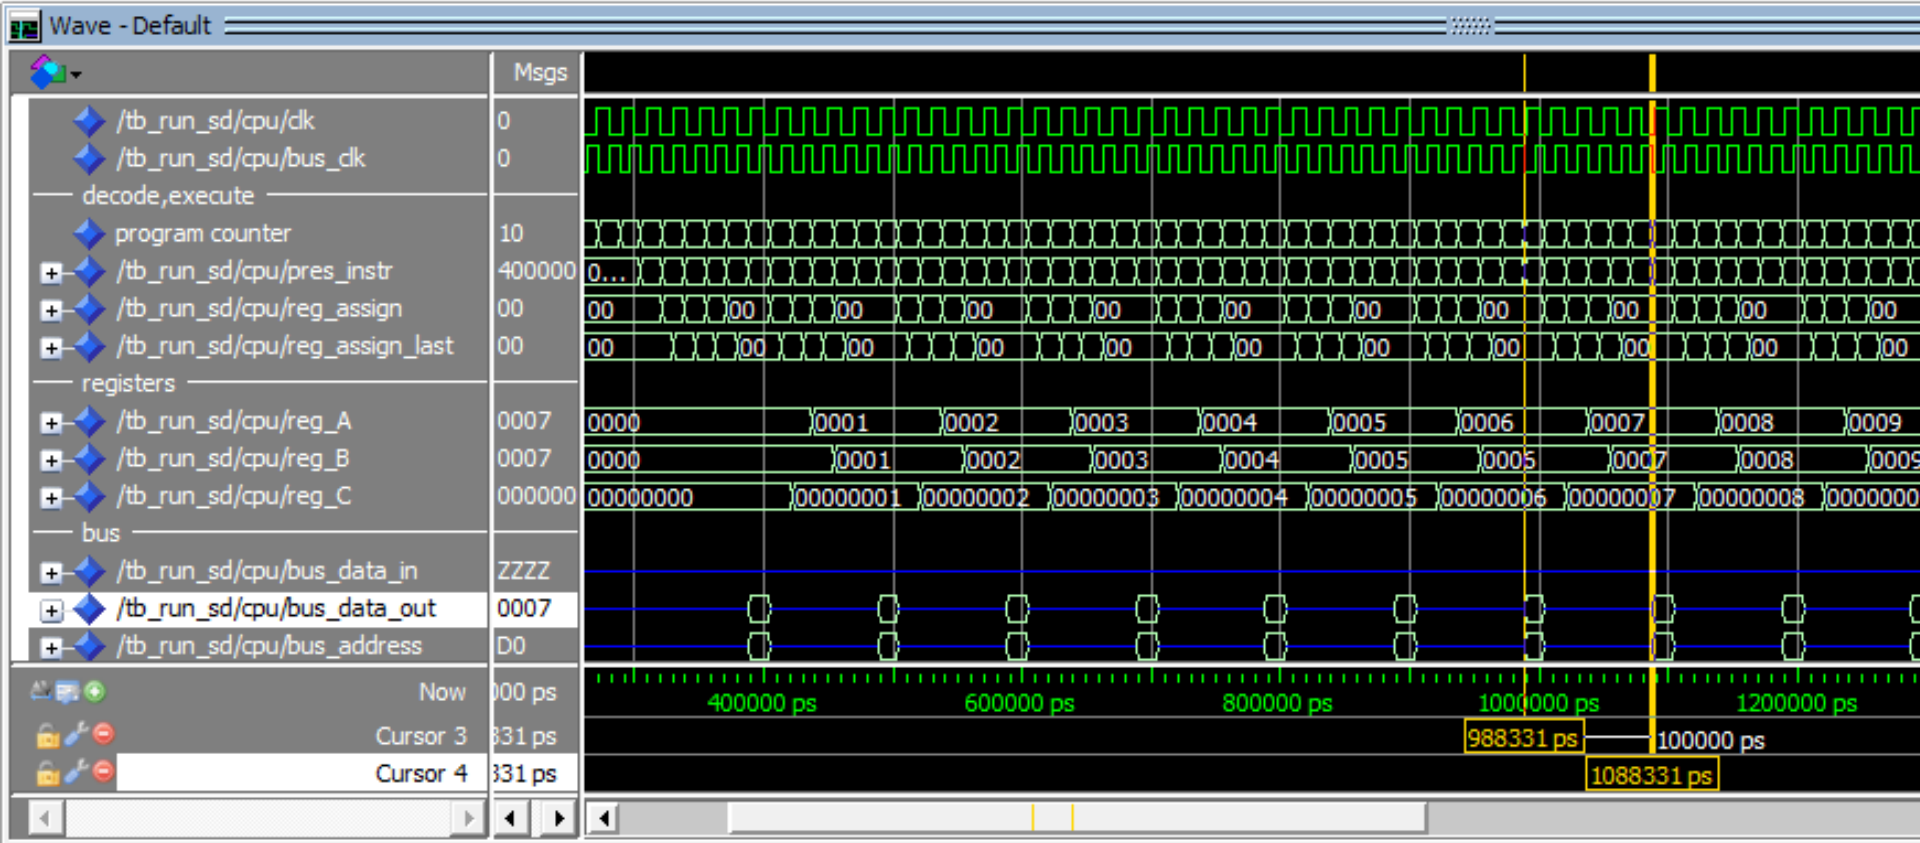 Wave - Default
Msgs
/tb_run_sd/cpu/clk 0
/tb_run_sd/cpu/bus_clk 0
decode,execute
program counter 10
/tb_run_sd/cpu/pres_instr 400000 0...
/tb_run_sd/cpu/reg_assign 00 00 00 00 00 00 00 00 00 00 00 00
/tb_run_sd/cpu/reg_assign_last 00 00 00 00 00 00 00 00 00 00 00 00
registers
/tb_run_sd/cpu/reg_A 0007 0000 0001 0002 0003 0004 0005 0006 0007 0008 0009
/tb_run_sd/cpu/reg_B 0007 0000 0001 0002 0003 0004 0005 0006 0007 0008 0009
/tb_run_sd/cpu/reg_C 000000 00000000 00000001 00000002 00000003 00000004 00000005 00000006 00000007 00000008 0000000
bus
/tb_run_sd/cpu/bus_data_in ZZZZ
/tb_run_sd/cpu/bus_data_out 0007
/tb_run_sd/cpu/bus_address D0
Now 000 ps 400000 ps 600000 ps 800000 ps 1000000 ps 1200000 ps
Cursor 3 331 ps 988331 ps 100000 ps
Cursor 4 331 ps 1088331 ps